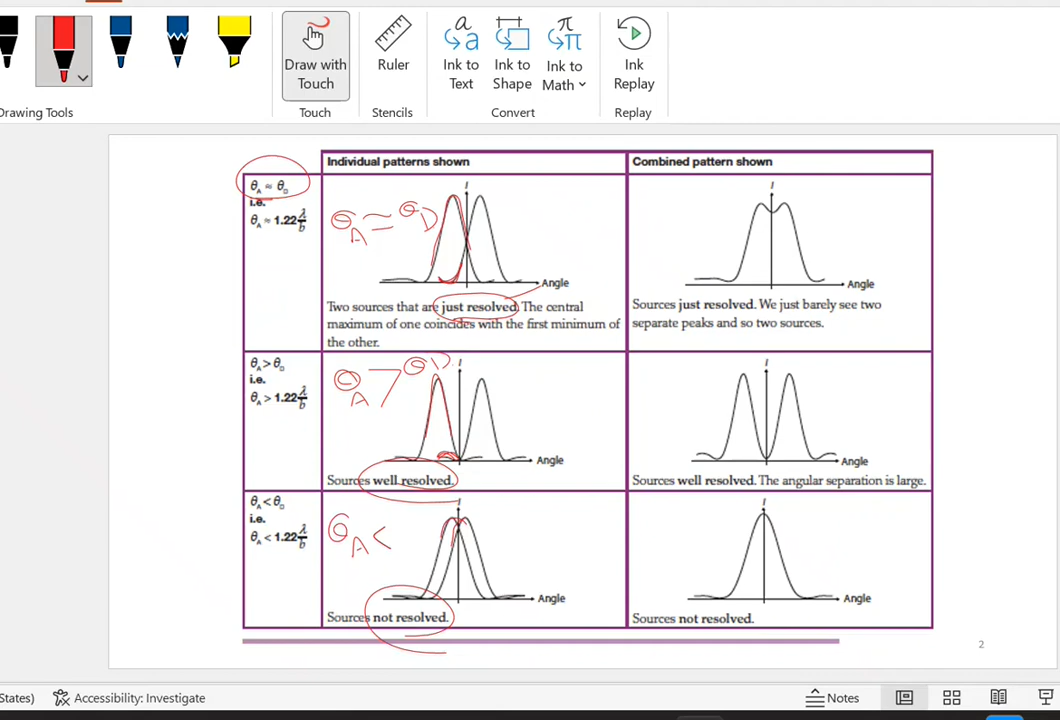 Draw with
Touch
Ruler
Ink to
Text
Ink to
Shape
Ink to
Math
Ink
Replay
Drawing Tools
Touch
Stencils
Convert
Replay
Individual patterns shown
Combined pattern shown
θA ≈ θD
i.e.
θA ≈ 1.22 λ/b
θA ≈ θD
I
Angle
Two sources that are just resolved. The central
maximum of one coincides with the first minimum of
the other.
I
Angle
Sources just resolved. We just barely see two
separate peaks and so two sources.
θA > θD
i.e.
θA > 1.22 λ/b
θA > θD
I
Angle
Sources well resolved.
I
Angle
Sources well resolved. The angular separation is large.
θA < θD
i.e.
θA < 1.22 λ/b
θA <
I
Angle
Sources not resolved.
I
Angle
Sources not resolved.
2
States)
Accessibility: Investigate
Notes